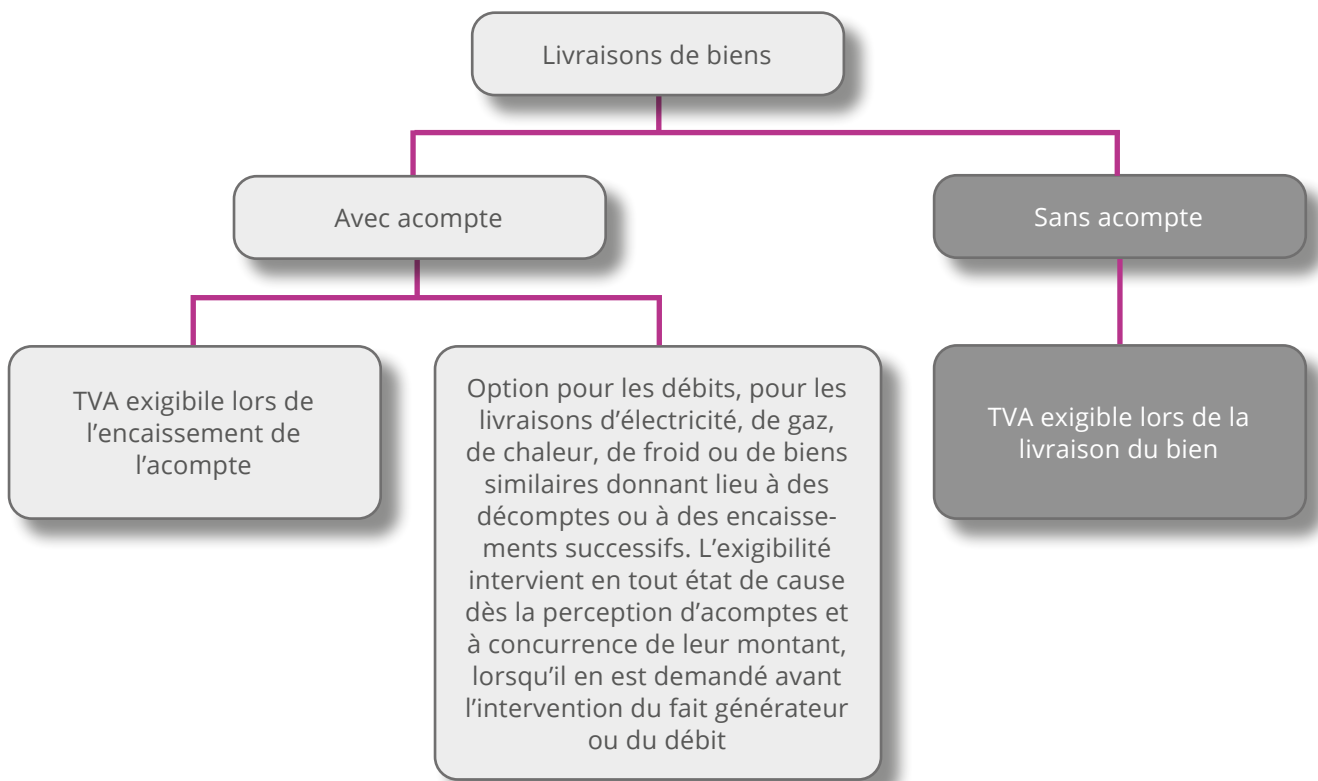 Livraisons de biens
Avec acompte
Sans acompte
TVA exigibile lors de
l’encaissement de
l’acompte
Option pour les débits, pour les
livraisons d’électricité, de gaz,
de chaleur, de froid ou de biens
similaires donnant lieu à des
décomptes ou à des encaisse-
ments successifs. L’exigibilité
intervient en tout état de cause
dès la perception d’acomptes et
à concurrence de leur montant,
lorsqu’il en est demandé avant
l’intervention du fait générateur
ou du débit
TVA exigible lors de la
livraison du bien